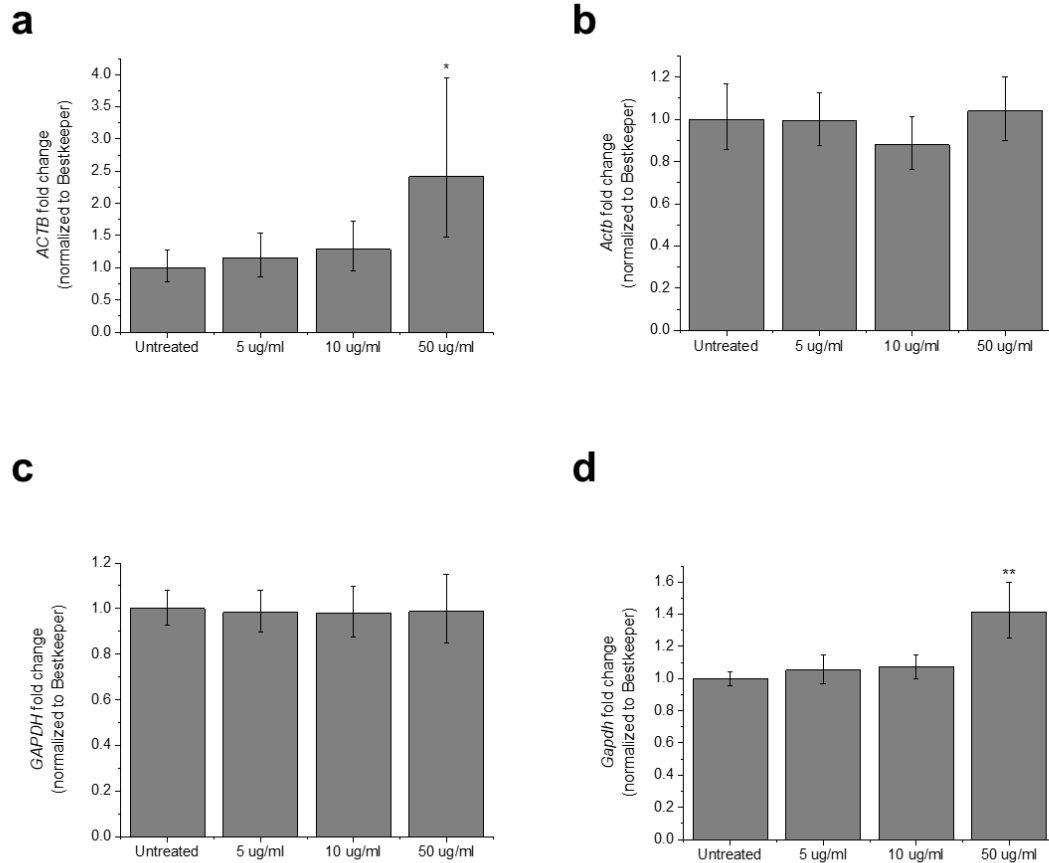 a
*
4.0
3.5
3.0
2.5
2.0
1.5
1.0
0.5
0.0
ACTB fold change
(normalized to Bestkeeper)
Untreated 5 ug/ml 10 ug/ml 50 ug/ml
b
1.2
1.0
0.8
0.6
0.4
0.2
0.0
Actb fold change
(normalized to Bestkeeper)
Untreated 5 ug/ml 10 ug/ml 50 ug/ml
c
1.2
1.0
0.8
0.6
0.4
0.2
0.0
GAPDH fold change
(normalized to Bestkeeper)
Untreated 5 ug/ml 10 ug/ml 50 ug/ml
d
**
1.6
1.4
1.2
1.0
0.8
0.6
0.4
0.2
0.0
Gapdh fold change
(normalized to Bestkeeper)
Untreated 5 ug/ml 10 ug/ml 50 ug/ml